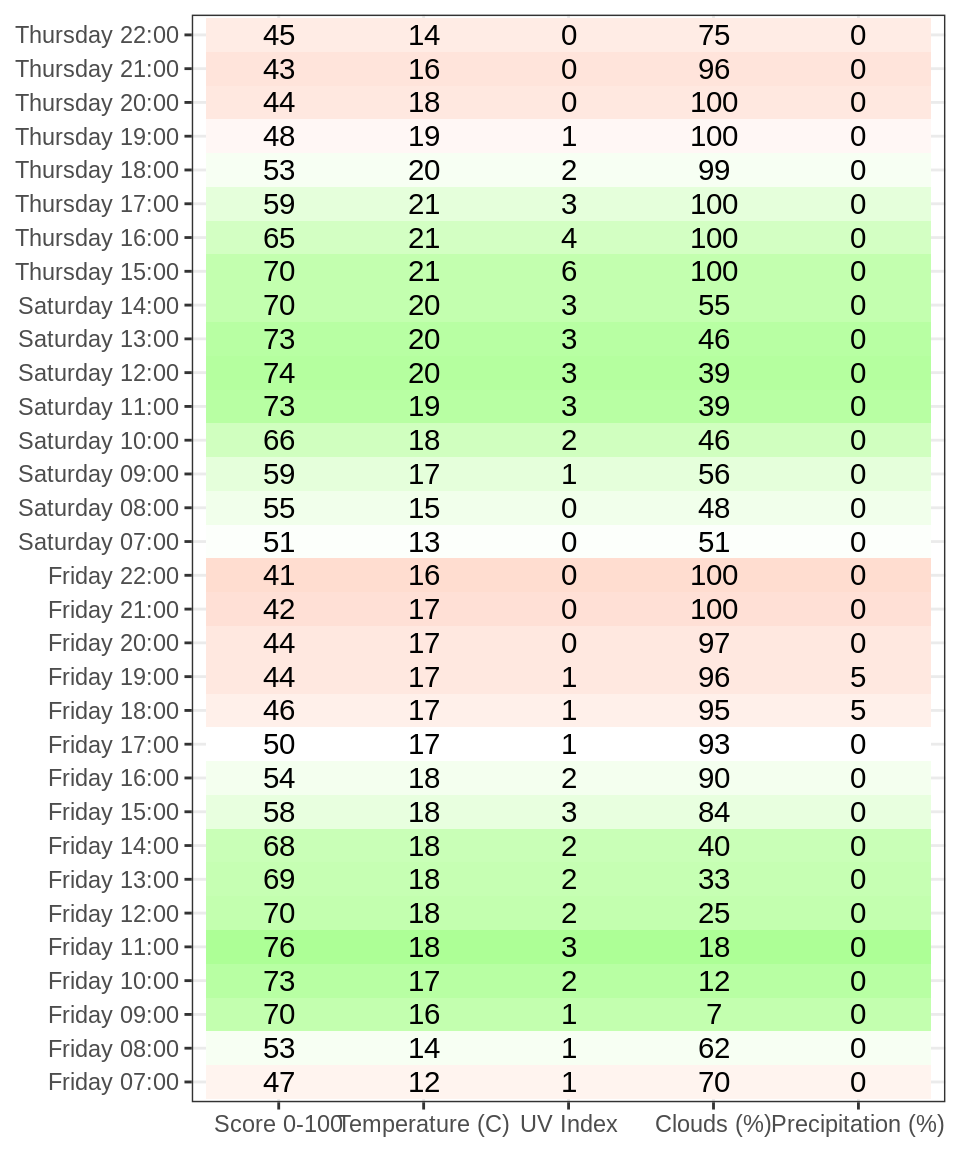 Thursday 22:00 45 14 0 75 0
Thursday 21:00 43 16 0 96 0
Thursday 20:00 44 18 0 100 0
Thursday 19:00 48 19 1 100 0
Thursday 18:00 53 20 2 99 0
Thursday 17:00 59 21 3 100 0
Thursday 16:00 65 21 4 100 0
Thursday 15:00 70 21 6 100 0
Saturday 14:00 70 20 3 55 0
Saturday 13:00 73 20 3 46 0
Saturday 12:00 74 20 3 39 0
Saturday 11:00 73 19 3 39 0
Saturday 10:00 66 18 2 46 0
Saturday 09:00 59 17 1 56 0
Saturday 08:00 55 15 0 48 0
Saturday 07:00 51 13 0 51 0
Friday 22:00 41 16 0 100 0
Friday 21:00 42 17 0 100 0
Friday 20:00 44 17 0 97 0
Friday 19:00 44 17 1 96 5
Friday 18:00 46 17 1 95 5
Friday 17:00 50 17 1 93 0
Friday 16:00 54 18 2 90 0
Friday 15:00 58 18 3 84 0
Friday 14:00 68 18 2 40 0
Friday 13:00 69 18 2 33 0
Friday 12:00 70 18 2 25 0
Friday 11:00 76 18 3 18 0
Friday 10:00 73 17 2 12 0
Friday 09:00 70 16 1 7 0
Friday 08:00 53 14 1 62 0
Friday 07:00 47 12 1 70 0
Score 0-100 Temperature (C) UV Index Clouds (%) Precipitation (%)